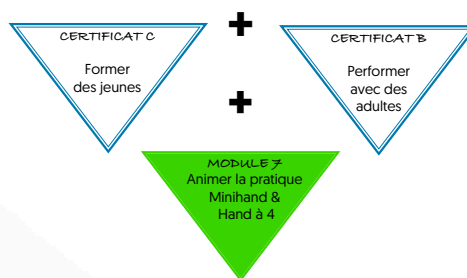 CERTIFICAT C
Former
des jeunes
+
CERTIFICAT B
Performer
avec des
adultes
+
MODULE 7
Animer la pratique
Minihand &
Hand à 4